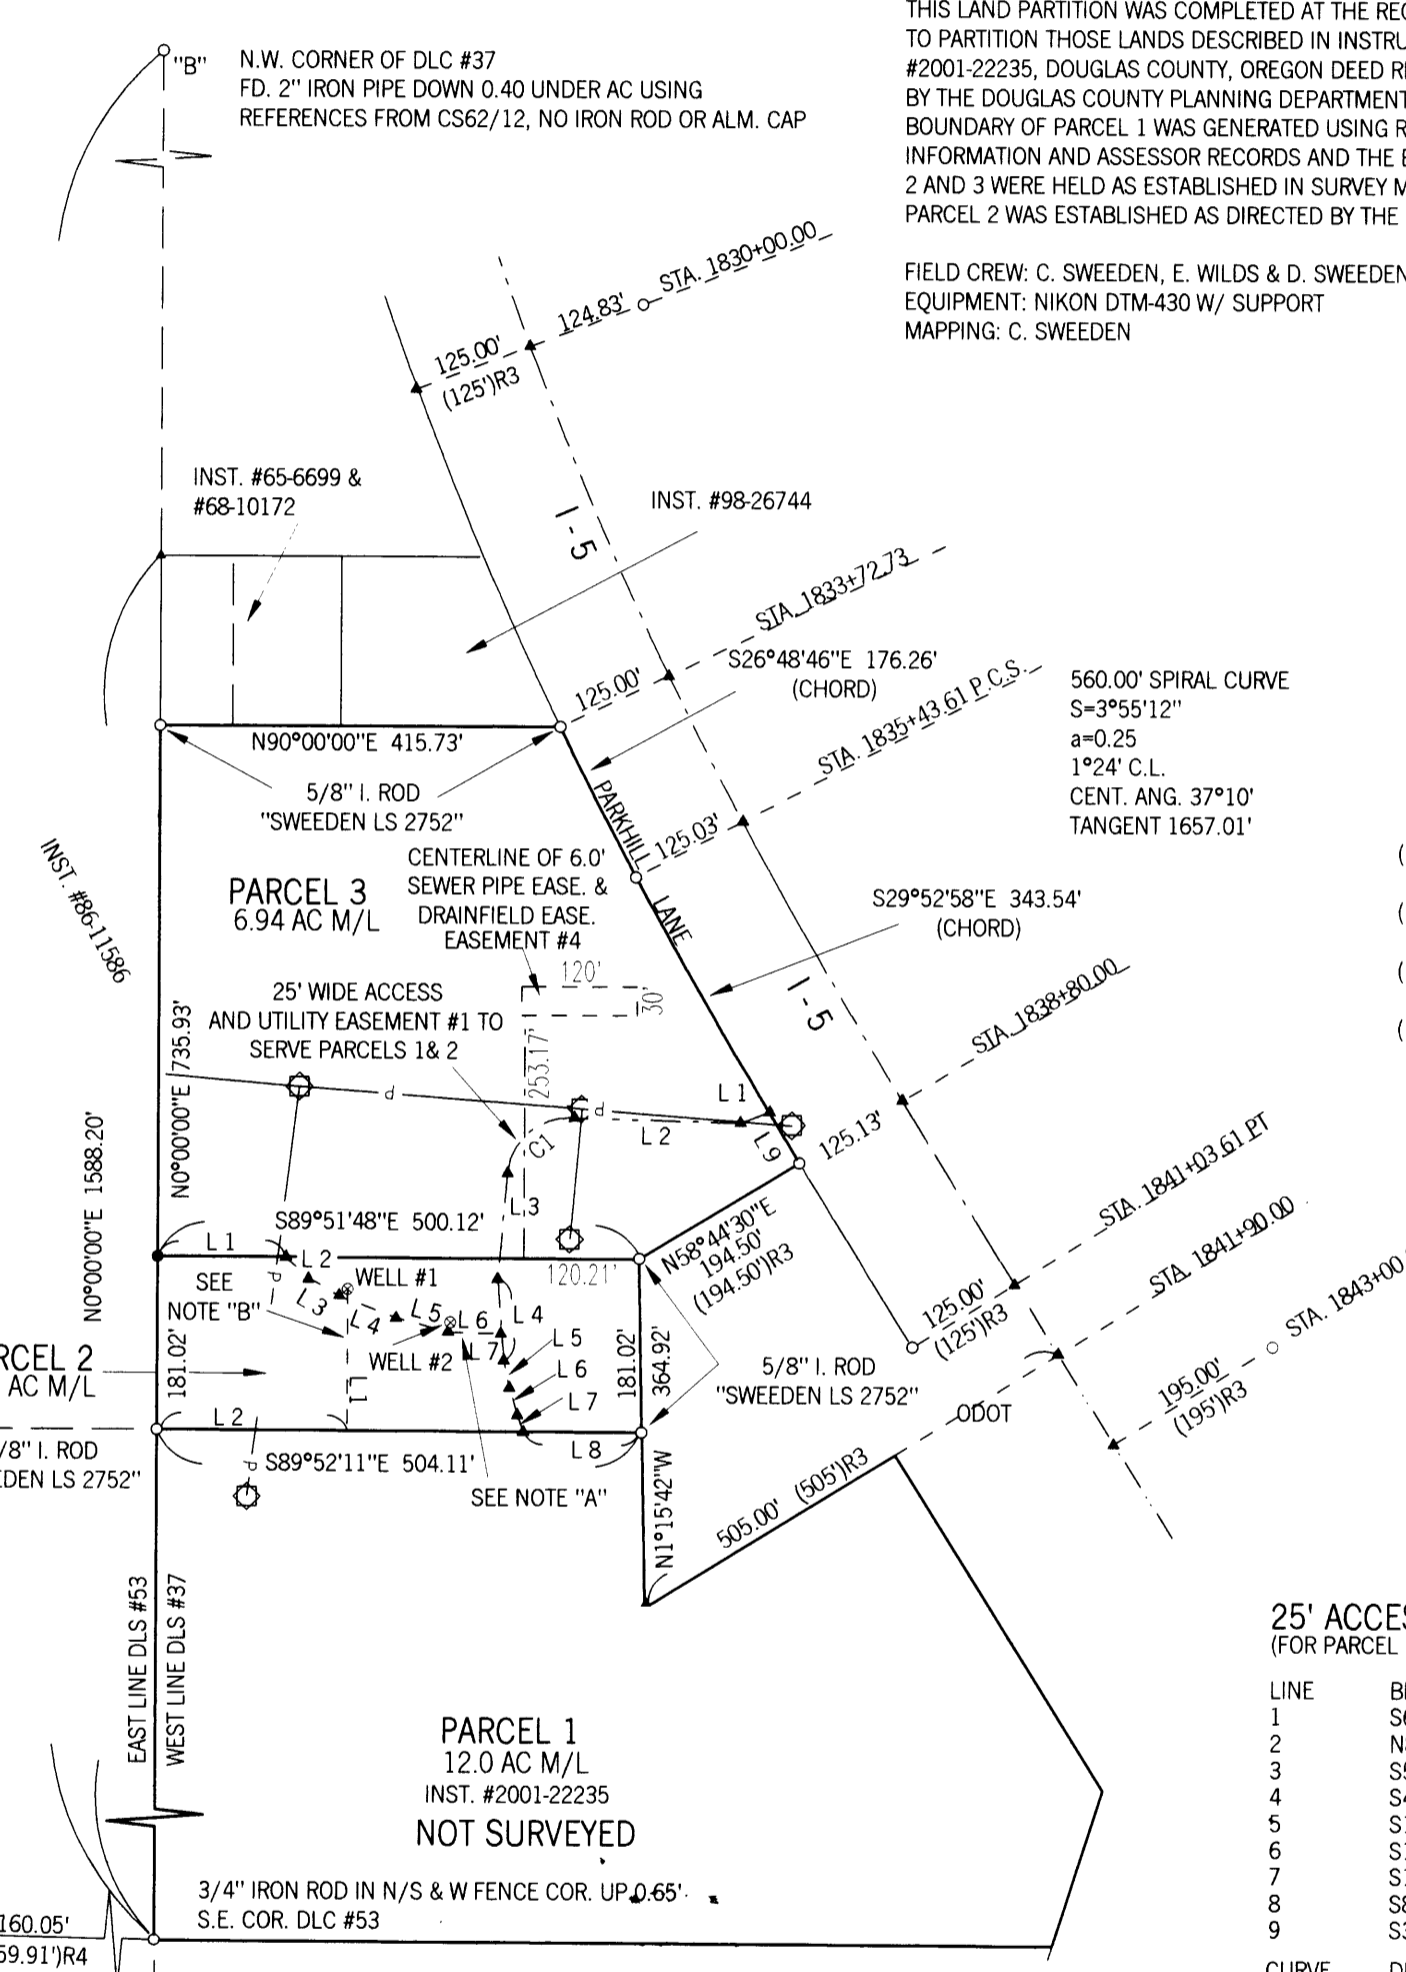 THIS LAND PARTITION WAS COMPLETED AT THE
TO PARTITION THOSE LANDS DESCRIBED IN
#2001-22235, DOUGLAS COUNTY, OREGON DEED
BY THE DOUGLAS COUNTY PLANNING DEPARTMENT
BOUNDARY OF PARCEL 1 WAS GENERATED USING
INFORMATION AND ASSESSOR RECORDS AND THE
2 AND 3 WERE HELD AS ESTABLISHED IN SURVEY
PARCEL 2 WAS ESTABLISHED AS DIRECTED BY THE
FIELD CREW: C. SWEEDEN, E. WILDS & D. SWEEDEN
EQUIPMENT: NIKON DTM-430 W/ SUPPORT
MAPPING: C. SWEEDEN
"B"
N.W. CORNER OF DLC #37
FD. 2" IRON PIPE DOWN 0.40 UNDER AC USING
REFERENCES FROM CS62/12, NO IRON ROD OR ALM. CAP
STA. 1830+00.00
124.83'
125.00'
(125')R3
INST. #65-6699 &
#68-10172
INST. #98-26744
I-5
STA. 1833+72.73
125.00'
S26°48'46"E 176.26'
(CHORD)
STA. 1835+43.61 P.C.S.
125.03'
560.00' SPIRAL CURVE
S=3°55'12"
a=0.25
1°24' C.L.
CENT. ANG. 37°10'
TANGENT 1657.01'
N90°00'00"E 415.73'
5/8" I. ROD
"SWEEDEN LS 2752"
PARKHILL
LANE
INST. #86-11586
PARCEL 3
6.94 AC M/L
CENTERLINE OF 6.0'
SEWER PIPE EASE. &
DRAINFIELD EASE.
EASEMENT #4
S29°52'58"E 343.54'
(CHORD)
120'
30'
253.17'
25' WIDE ACCESS
AND UTILITY EASEMENT #1 TO
SERVE PARCELS 1& 2
I-5
STA. 1838+80.00
125.13'
N0°00'00"E 735.93'
N0°00'00"E 1588.20'
P
P
L 1
L 2
L 9
C1
L 3
S89°51'48"E 500.12'
L 1
L 2
L 3
L 4
L 5
L 6
L 7
P
SEE
NOTE "B"
WELL #1
WELL #2
120.21'
L 4
L 5
L 6
L 7
L1
N58°44'30"E
194.50'
(194.50')R3
STA. 1841+03.61 PT
125.00'
(125')R3
STA. 1841+90.00
STA. 1843+00
195.00'
(195')R3
ODOT
AC M/L
181.02'
181.02'
364.92'
5/8" I. ROD
"SWEEDEN LS 2752"
L 2
L 8
S89°52'11"E 504.11'
P
I. ROD
LS 2752"
SEE NOTE "A"
N1°15'42"W
505.00' (505')R3
EAST LINE DLS #53
WEST LINE DLS #37
25'
(FOR PARCEL
LINE
1
2
3
4
5
6
7
8
9
CURVE
PARCEL 1
12.0 AC M/L
INST. #2001-22235
NOT SURVEYED
3/4" IRON ROD IN N/S & W FENCE COR. UP 0.65'
S.E. COR. DLC #53
160.05'
59.91')R4